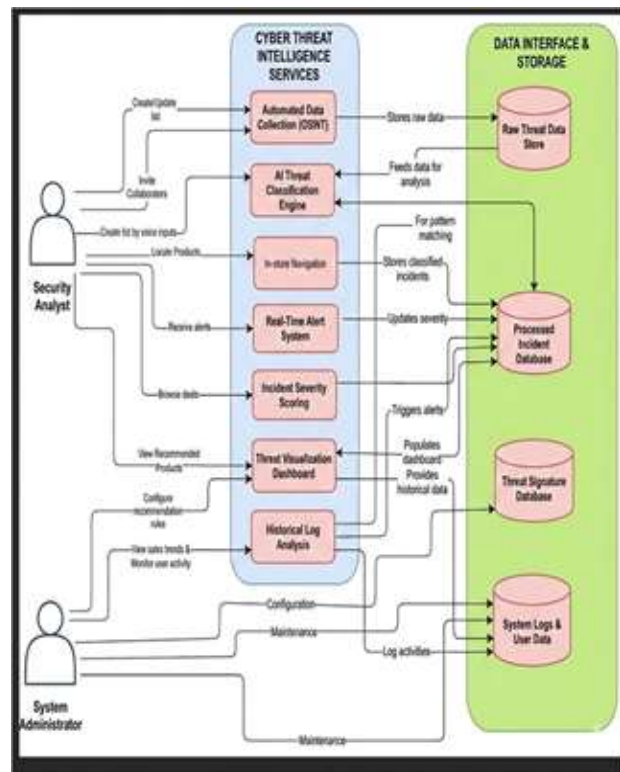 CYBER THREAT
INTELLIGENCE
SERVICES
DATA INTERFACE &
STORAGE
Create/Update
list
Automated Data
Collection (OSINT)
Stores raw data
Raw Threat Data
Store
Invite
Collaborators
AI Threat
Classification
Engine
Feeds data for
analysis
Create list by voice inputs
For pattern
matching
Locate Products
In-store Navigation
Stores classified
incidents
Security
Analyst
Receive alerts
Real-Time Alert
System
Updates severity
Processed
Incident
Database
Browse deals
Incident Severity
Scoring
Triggers alerts
View Recommended
Products
Threat Visualization
Dashboard
Populates
dashboard
Provides
historical data
Threat Signature
Database
Configure
recommendation
rules
Historical Log
Analysis
View sales trends &
Monitor user activity
Configuration
Maintenance
System Logs &
User Data
Log activities
System
Administrator
Maintenance